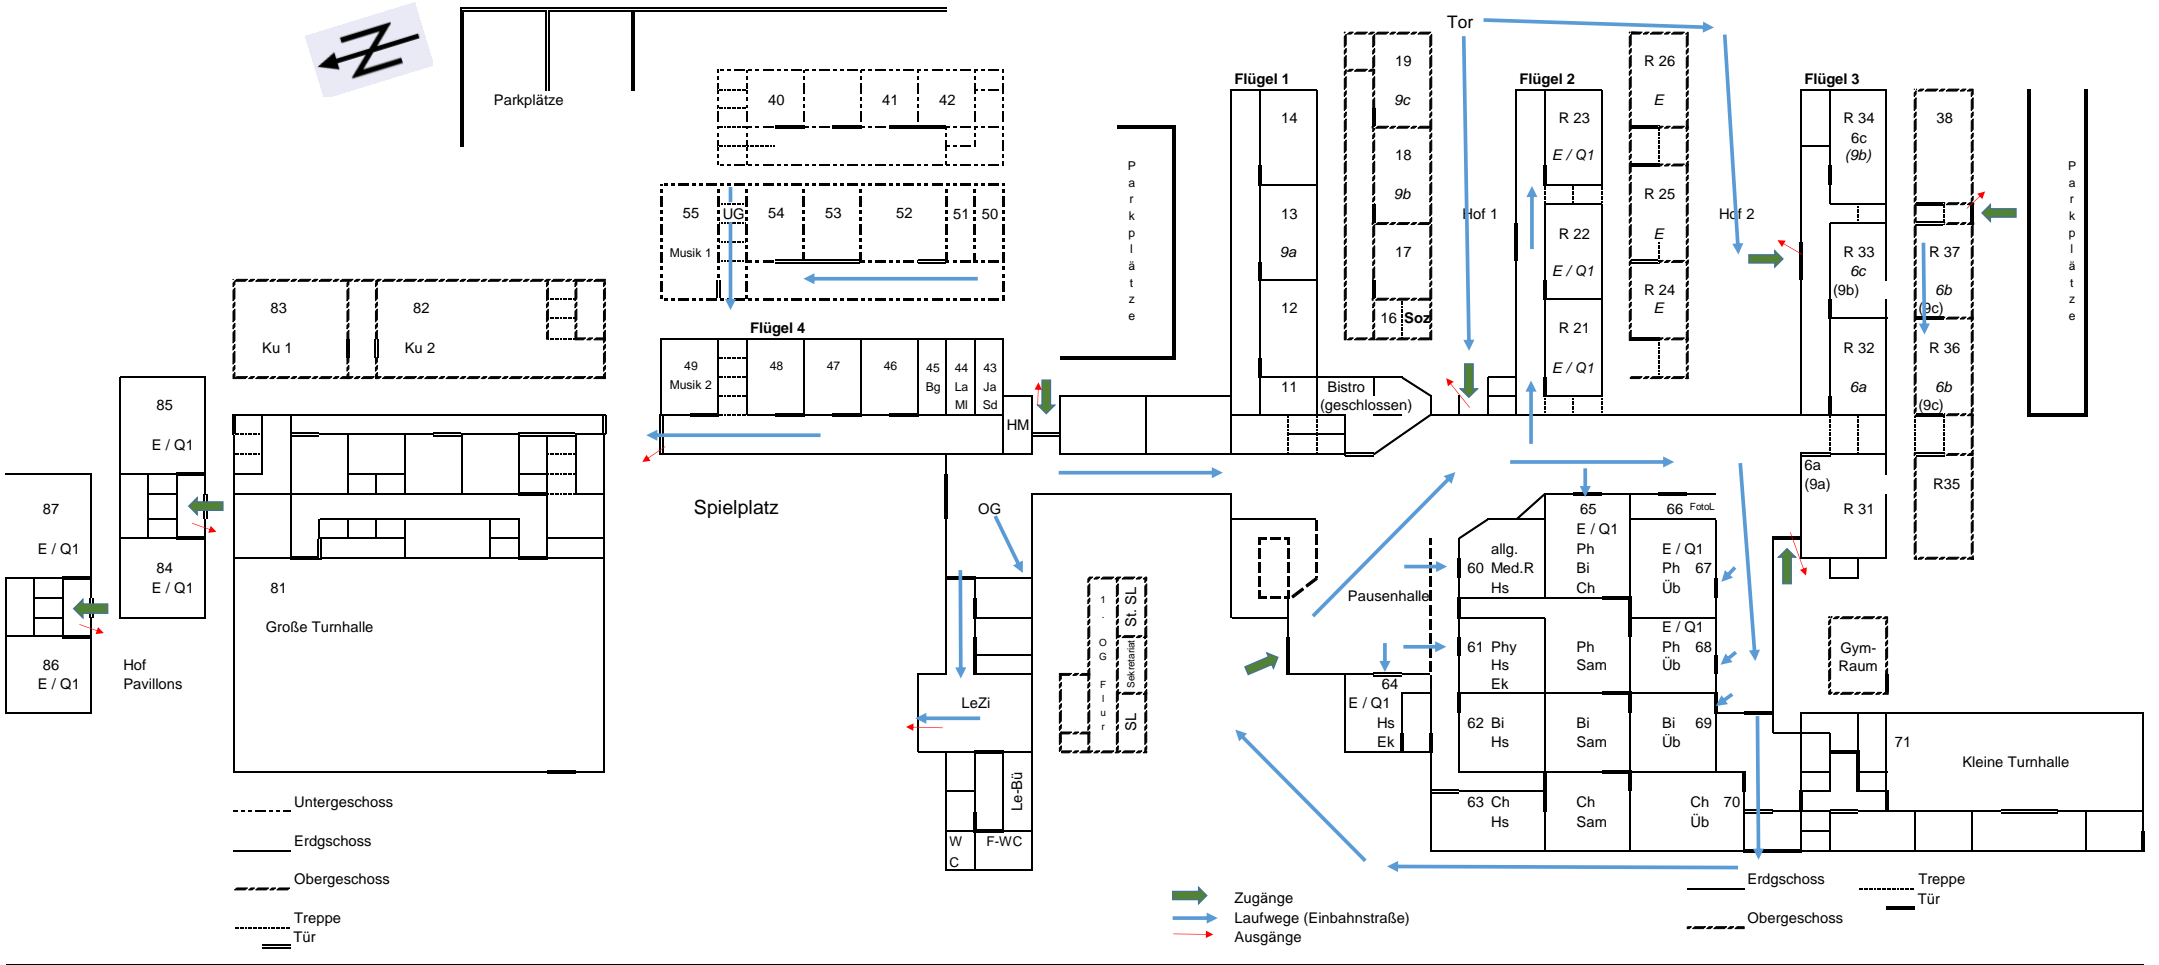 Parkplätze
40
41
42
55
Musik 1
UG
54
53
52
51
50
Parkplätze
Flügel 1
14
13
9a
12
11
19
9c
18
9b
17
16
Soz
Tor
Hof 1
Flügel 2
R 23
E / Q1
R 22
E / Q1
R 21
E / Q1
R 26
E
R 25
E
R 24
E
Hof 2
Flügel 3
R 34
6c
(9b)
R 33
6c
(9b)
R 32
6a
38
R 37
6b
(9c)
R 36
6b
(9c)
R35
Parkplätze
83
Ku 1
82
Ku 2
Flügel 4
49
Musik 2
48
47
46
45
Bg
44
La
Ml
43
Ja
Sd
HM
Bistro
(geschlossen)
85
E / Q1
84
E / Q1
87
E / Q1
86
E / Q1
Hof
Pavillons
81
Große Turnhalle
Spielplatz
OG
LeZi
Le-Bü
W
C
F-WC
1. OG Flur
St. SL
Sekretariat
SL
Pausenhalle
64
E / Q1
Hs
Ek
allg.
60 Med.R
Hs
61 Phy
Hs
Ek
62 Bi
Hs
63 Ch
Hs
65
E / Q1
Ph
Bi
Ch
Ph
Sam
Bi
Sam
Ch
Sam
66 FotoL
E / Q1
Ph 67
Üb
E / Q1
Ph 68
Üb
Bi 69
Üb
Ch 70
Üb
6a
(9a)
R 31
Gym-
Raum
71
Kleine Turnhalle
Untergeschoss
Erdgschoss
Obergeschoss
Treppe
Tür
Zugänge
Laufwege (Einbahnstraße)
Ausgänge
Erdgschoss
Obergeschoss
Treppe
Tür